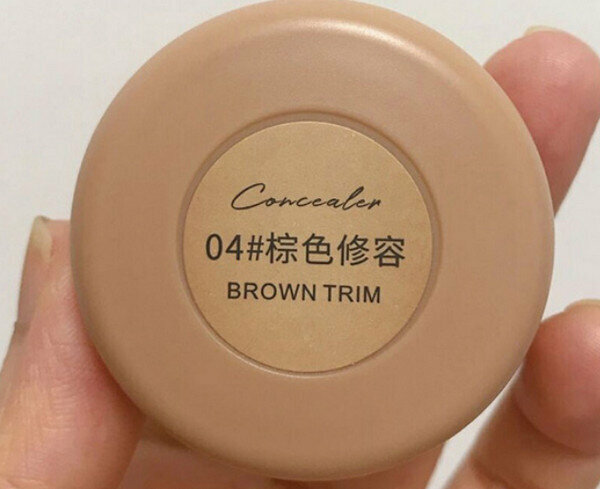 Concealer
04#棕色修容
BROWN TRIM